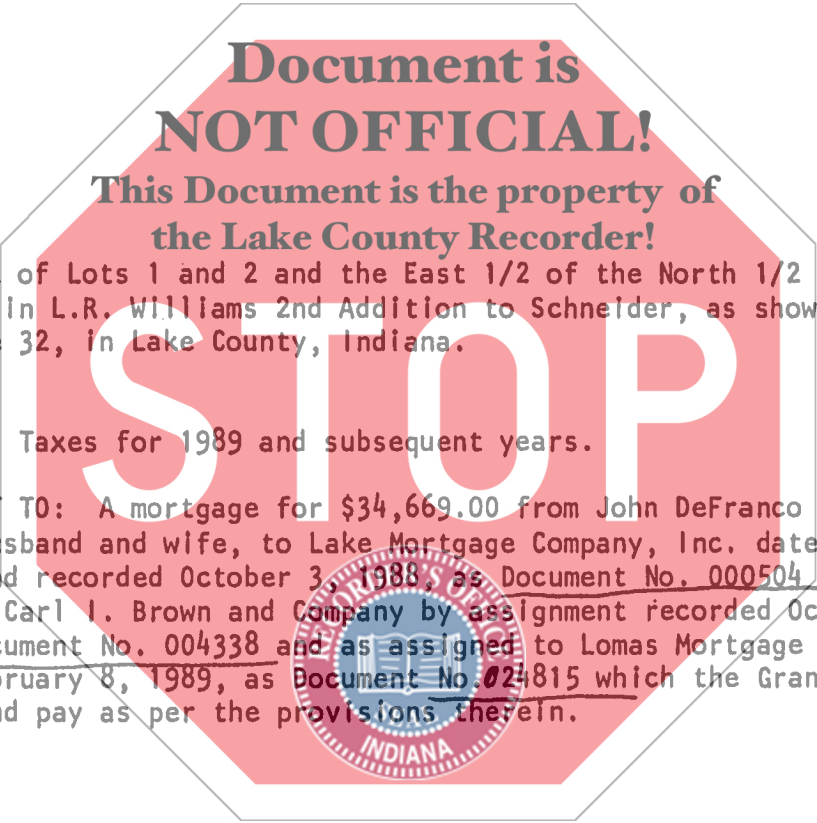 Document is
NOT OFFICIAL!
This Document is the property of
the Lake County Recorder!
of Lots 1 and 2 and the East 1/2 of the North 1/2
in L.R. Williams 2nd Addition to Schneider, as show
32, in Lake County, Indiana.
STOP
Taxes for 1989 and subsequent years.
TO: A mortgage for $34,669.00 from John DeFranco
sband and wife, to Lake Mortgage Company, Inc. date
d recorded October 3, 1988, as Document No. 000504
Carl I. Brown and Company by assignment recorded Oc
cument No. 004338 and as assigned to Lomas Mortgage
ruary 8, 1989, as Document No 024815 which the Gran
d pay as per the provisions therein.
RECORDER'S OFFIC
SEAL
INDIANA